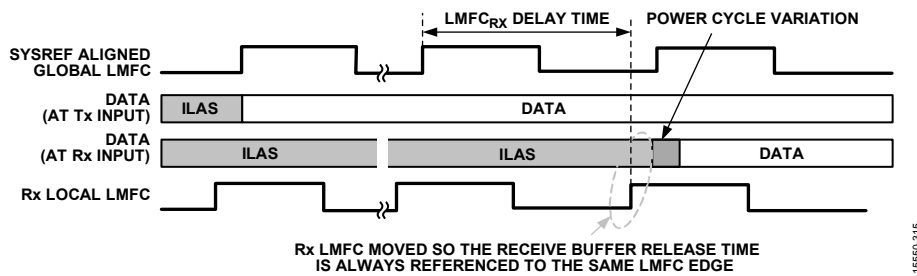 LMFCRX DELAY TIME
POWER CYCLE VARIATION
SYSREF ALIGNED
GLOBAL LMFC
DATA
(AT Tx INPUT)
ILAS
DATA
DATA
(AT Rx INPUT)
ILAS
ILAS
DATA
Rx LOCAL LMFC
Rx LMFC MOVED SO THE RECEIVE BUFFER RELEASE TIME
IS ALWAYS REFERENCED TO THE SAME LMFC EDGE
15550-315